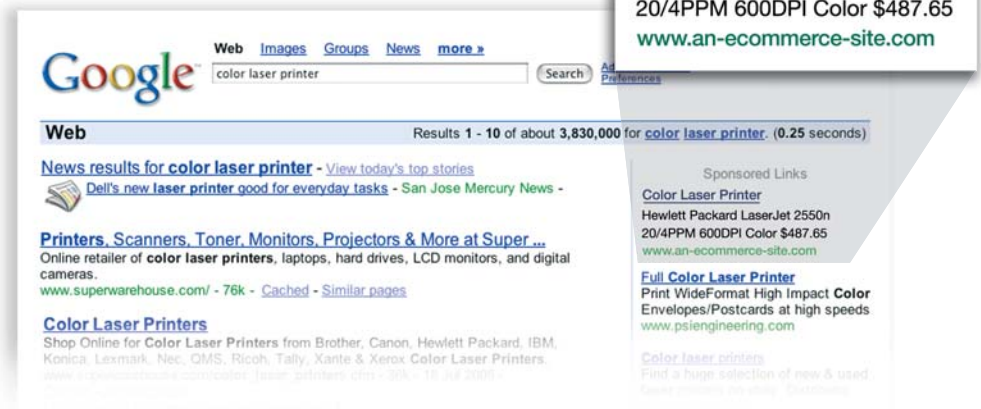 20/4PPM 600DPI Color $487.65
www.an-ecommerce-site.com
Web Images Groups News more »
Google
color laser printer
Search
Preferences
Web
Results 1 - 10 of about 3,830,000 for color laser printer. (0.25 seconds)
News results for color laser printer - View today's top stories
Dell's new laser printer good for everyday tasks - San Jose Mercury News -
Printers, Scanners, Toner, Monitors, Projectors & More at Super ...
Online retailer of color laser printers, laptops, hard drives, LCD monitors, and digital
cameras.
www.superwarehouse.com/ - 76k - Cached - Similar pages
Color Laser Printers
Shop Online for Color Laser Printers from Brother, Canon, Hewlett Packard, IBM,
Konica, Lexmark, Nec, QMS, Ricoh, Tally, Xante & Xerox Color Laser Printers.
Sponsored Links
Color Laser Printer
Hewlett Packard LaserJet 2550n
20/4PPM 600DPI Color $487.65
www.an-ecommerce-site.com
Full Color Laser Printer
Print WideFormat High Impact Color
Envelopes/Postcards at high speeds
www.psiengineering.com
Color laser printers
Find a huge selection of new & used